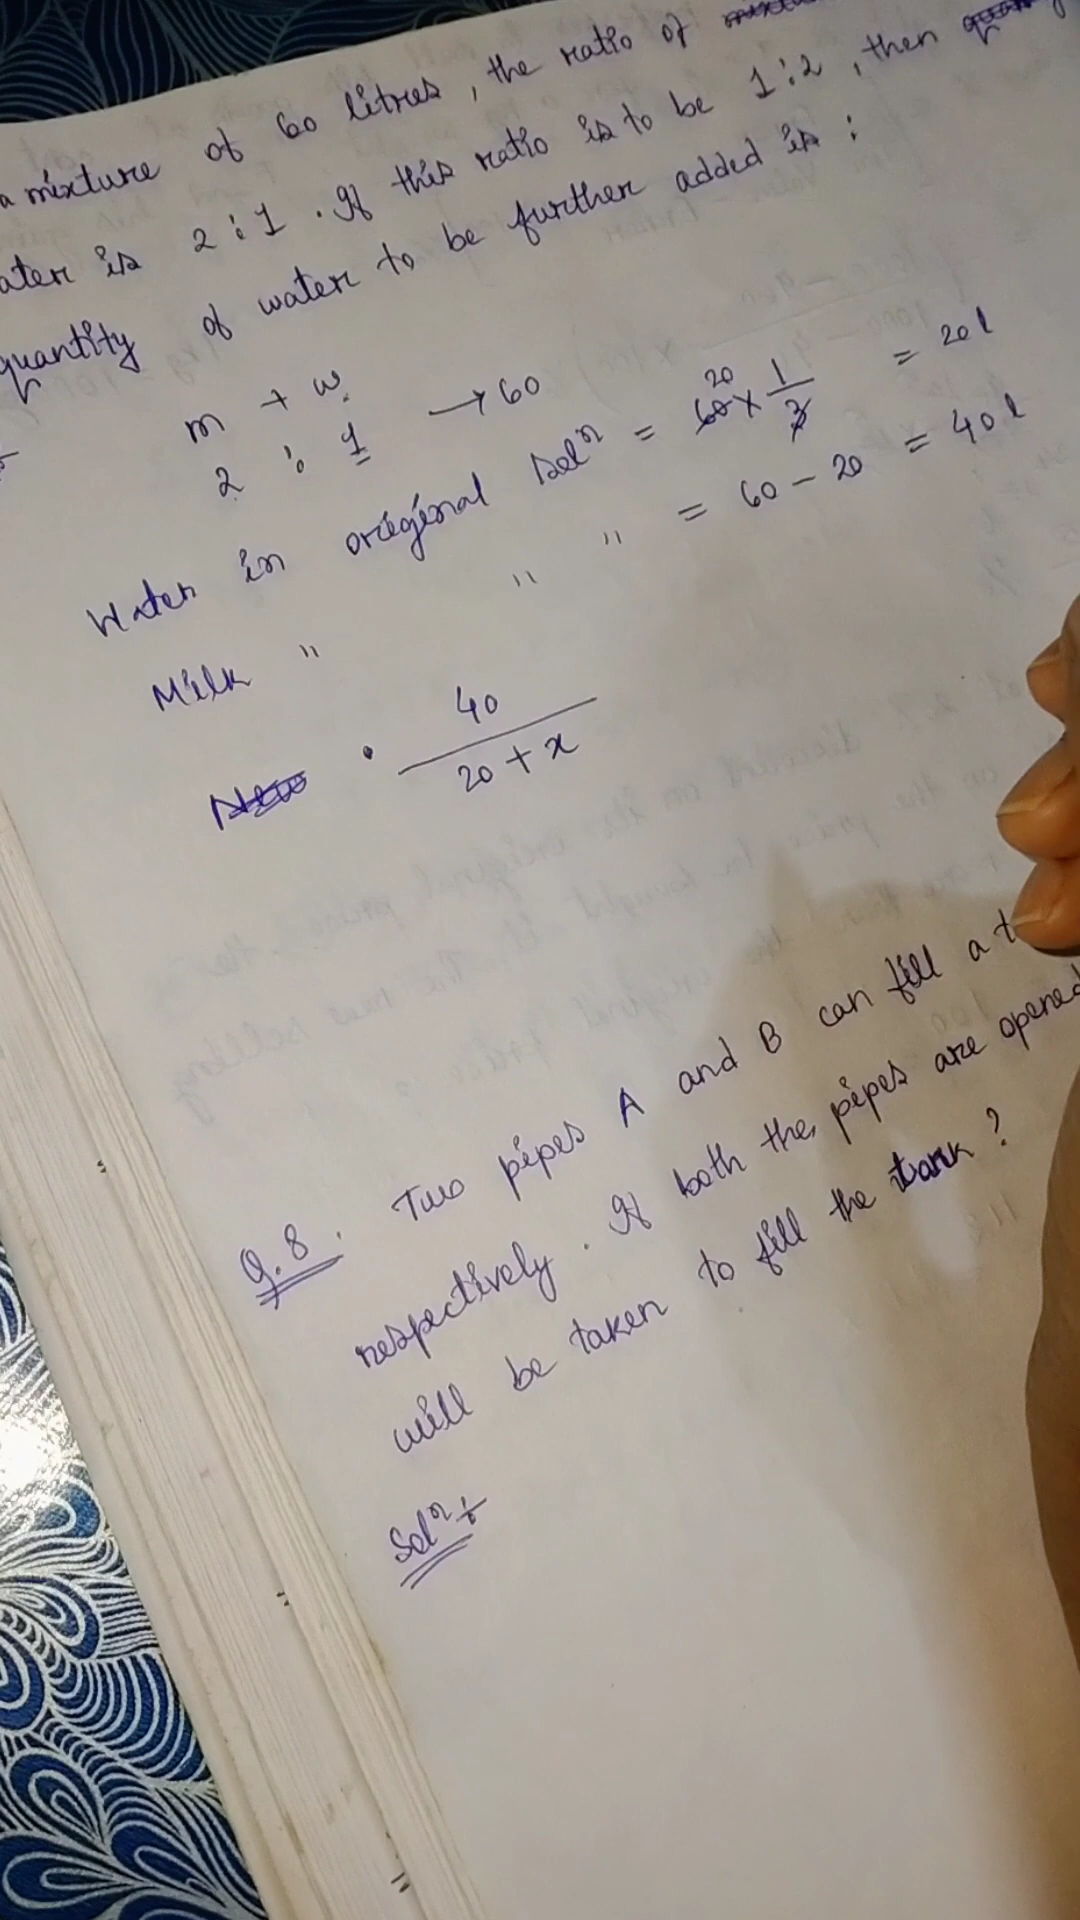 a mixture of 60 litres, the ratio of
ater is 2 : 1 . If this ratio is to be 1:2 , then
quantity of water to be further added is :
m + w
2 : 1 → 60
Water in original Solⁿ = 60 × 1/3 = 20 l
20
Milk " " " = 60 - 20 = 40 l
40
20 + x
Q.8 . Two pipes A and B can fill a t
respectively . If both the pipes are opened
will be taken to fill the tank ?
Solⁿ :